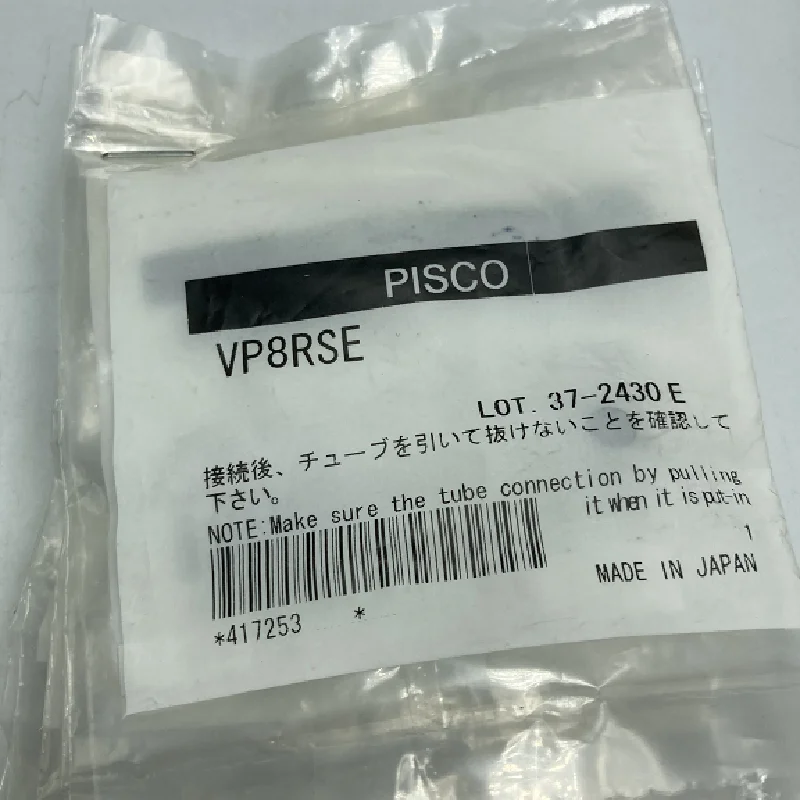 PISCO
VP8RSE
LOT. 37-2430 E
接続後、チューブを引いて抜けないことを確認して
下さい。
NOTE:Make sure the tube connection by pulling
it when it is put-in
1
MADE IN JAPAN
*417253 *